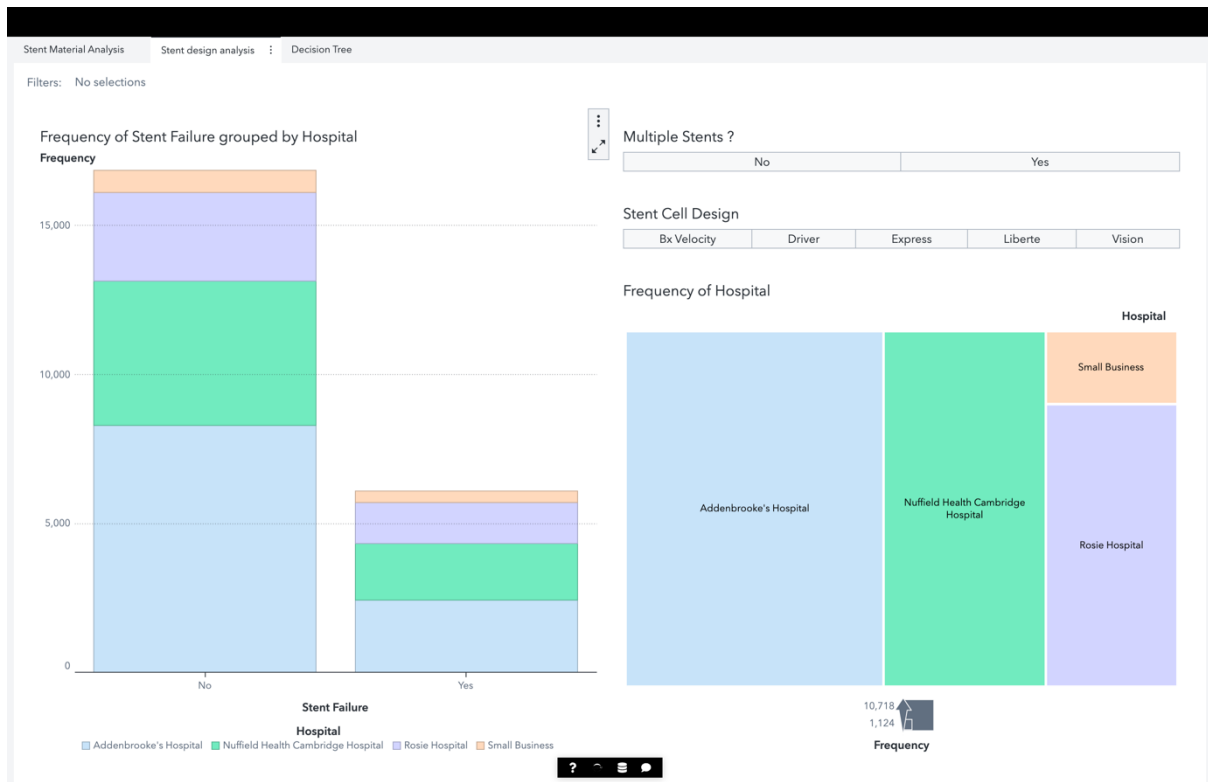 Stent Material Analysis
Stent design analysis
Decision Tree
Filters: No selections
Frequency of Stent Failure grouped by Hospital
Frequency
15,000
10,000
5,000
0
No
Yes
Stent Failure
Hospital
Addenbrooke's Hospital
Nuffield Health Cambridge Hospital
Rosie Hospital
Small Business
Multiple Stents ?
No
Yes
Stent Cell Design
Bx Velocity
Driver
Express
Liberte
Vision
Frequency of Hospital
Hospital
Addenbrooke's Hospital
Nuffield Health Cambridge
Hospital
Small Business
Rosie Hospital
10,718
1,124
Frequency
?